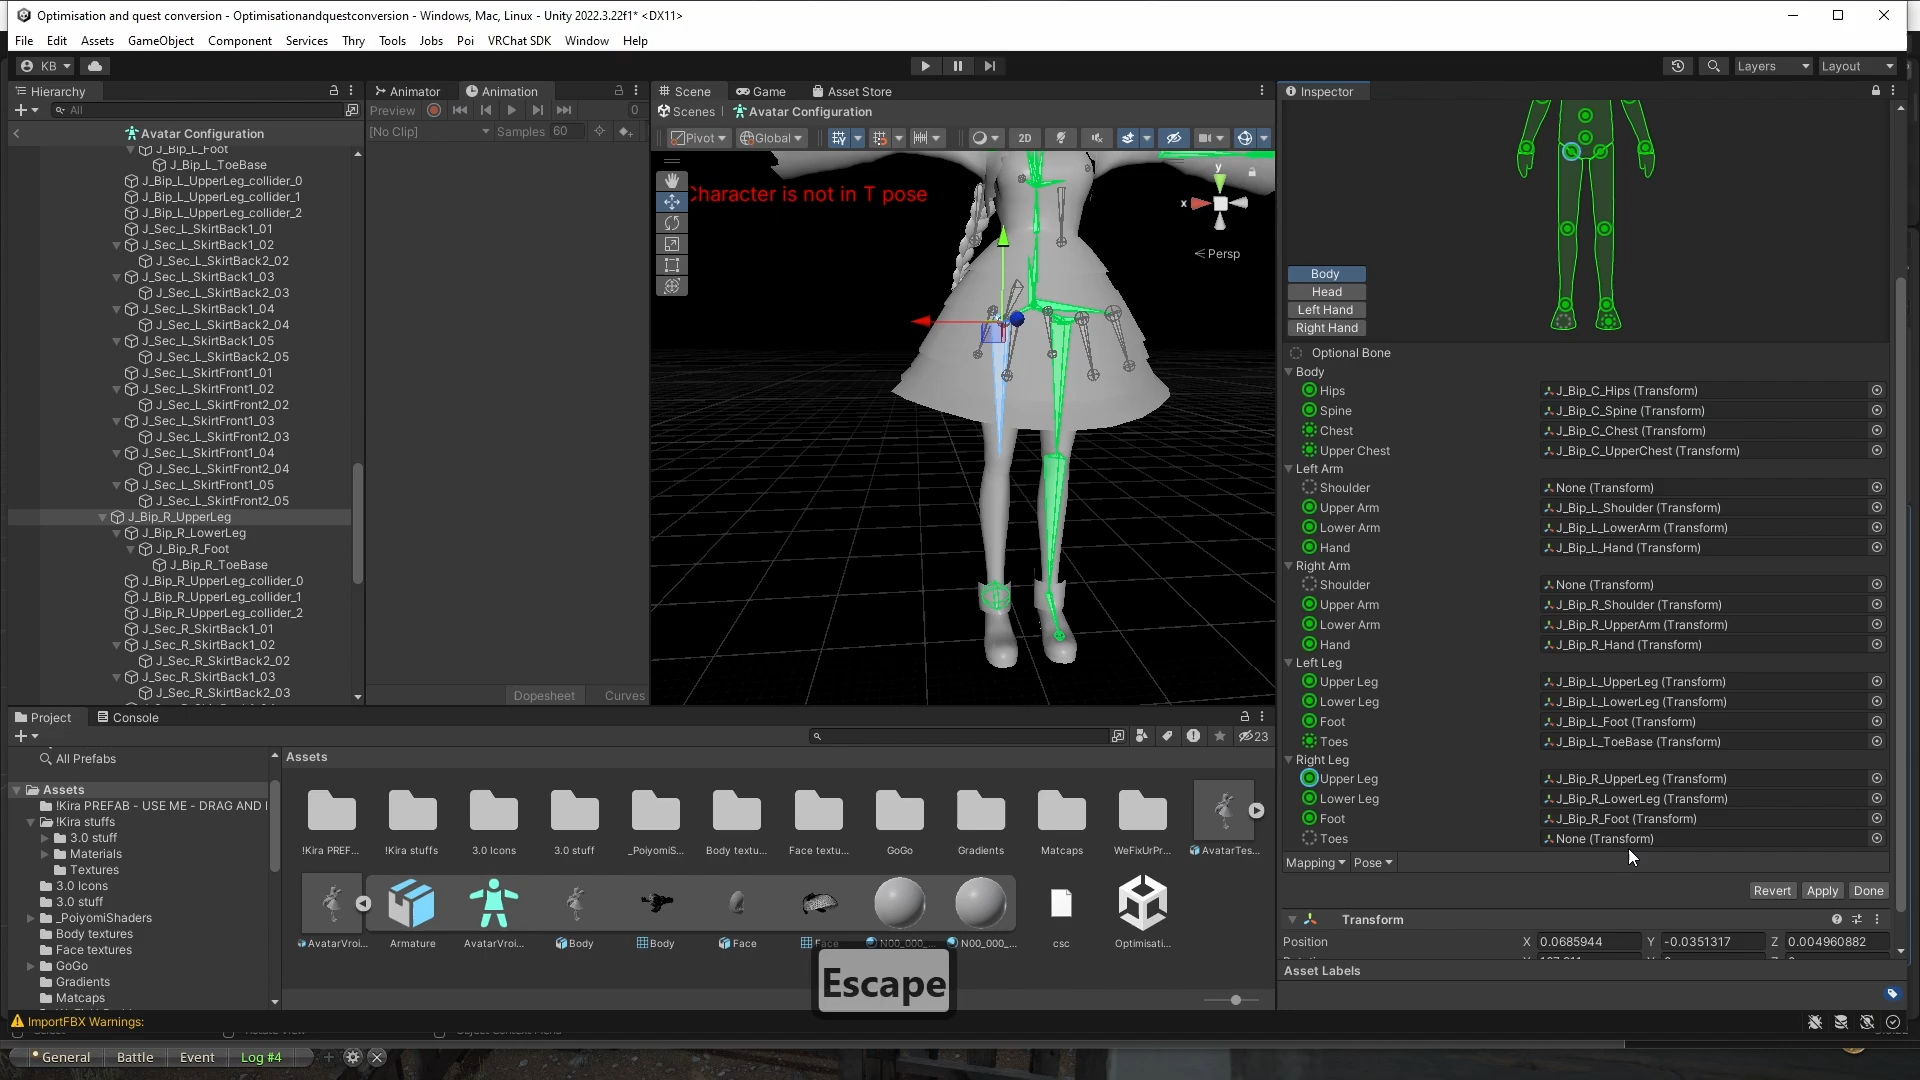 Optimisation and quest conversion - Optimisationandquestconversion - Windows, Mac, Linux - Unity 2022.3.22f1* <DX11>
File Edit Assets GameObject Component Services Thry Tools Jobs Poi VRChat SDK Window Help
KB Layers Layout
Hierarchy
All
Avatar Configuration
J_Bip_L_Foot
J_Bip_L_ToeBase
J_Bip_L_UpperLeg_collider_0
J_Bip_L_UpperLeg_collider_1
J_Bip_L_UpperLeg_collider_2
J_Sec_L_SkirtBack1_01
J_Sec_L_SkirtBack1_02
J_Sec_L_SkirtBack2_02
J_Sec_L_SkirtBack1_03
J_Sec_L_SkirtBack2_03
J_Sec_L_SkirtBack1_04
J_Sec_L_SkirtBack2_04
J_Sec_L_SkirtBack1_05
J_Sec_L_SkirtBack2_05
J_Sec_L_SkirtFront1_01
J_Sec_L_SkirtFront1_02
J_Sec_L_SkirtFront2_02
J_Sec_L_SkirtFront1_03
J_Sec_L_SkirtFront2_03
J_Sec_L_SkirtFront1_04
J_Sec_L_SkirtFront2_04
J_Sec_L_SkirtFront1_05
J_Sec_L_SkirtFront2_05
J_Bip_R_UpperLeg
J_Bip_R_LowerLeg
J_Bip_R_Foot
J_Bip_R_ToeBase
J_Bip_R_UpperLeg_collider_0
J_Bip_R_UpperLeg_collider_1
J_Bip_R_UpperLeg_collider_2
J_Sec_R_SkirtBack1_01
J_Sec_R_SkirtBack1_02
J_Sec_R_SkirtBack2_02
J_Sec_R_SkirtBack1_03
J_Sec_R_SkirtBack2_03
Animator Animation
Preview 0
[No Clip] Samples 60
Dopesheet Curves
Scene Game Asset Store
Scenes Avatar Configuration
Pivot Global 2D
Character is not in T pose
y
x
Persp
Inspector
Body
Head
Left Hand
Right Hand
Optional Bone
Body
Hips J_Bip_C_Hips (Transform)
Spine J_Bip_C_Spine (Transform)
Chest J_Bip_C_Chest (Transform)
Upper Chest J_Bip_C_UpperChest (Transform)
Left Arm
Shoulder None (Transform)
Upper Arm J_Bip_L_Shoulder (Transform)
Lower Arm J_Bip_L_LowerArm (Transform)
Hand J_Bip_L_Hand (Transform)
Right Arm
Shoulder None (Transform)
Upper Arm J_Bip_R_Shoulder (Transform)
Lower Arm J_Bip_R_UpperArm (Transform)
Hand J_Bip_R_Hand (Transform)
Left Leg
Upper Leg J_Bip_L_UpperLeg (Transform)
Lower Leg J_Bip_L_LowerLeg (Transform)
Foot J_Bip_L_Foot (Transform)
Toes J_Bip_L_ToeBase (Transform)
Right Leg
Upper Leg J_Bip_R_UpperLeg (Transform)
Lower Leg J_Bip_R_LowerLeg (Transform)
Foot J_Bip_R_Foot (Transform)
Toes None (Transform)
Mapping Pose
Revert Apply Done
Transform
Position X 0.0685944 Y -0.0351317 Z 0.004960882
Asset Labels
Project Console
23
All Prefabs
Assets
!Kira PREFAB - USE ME - DRAG AND I
!Kira stuffs
3.0 stuff
Materials
Textures
3.0 Icons
3.0 stuff
_PoiyomiShaders
Body textures
Face textures
GoGo
Gradients
Matcaps
Assets
!Kira PREF... !Kira stuffs 3.0 Icons 3.0 stuff _PoiyomiS... Body textu... Face textu... GoGo Gradients Matcaps WeFixUrPr... AvatarTes...
AvatarVroi... Armature AvatarVroi... Body Body Face Face N00_000_... N00_000_... csc Optimisati...
Escape
ImportFBX Warnings:
General Battle Event Log #4